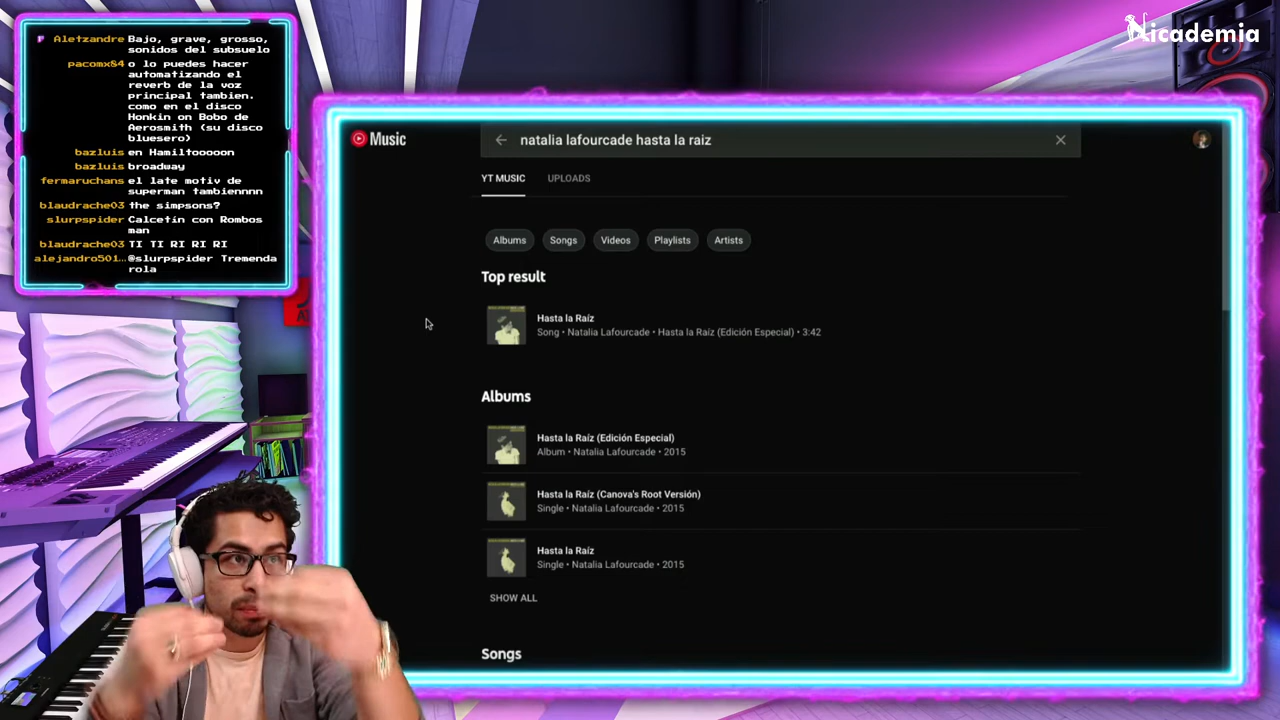 Aletzandre Bajo, grave, grosso,
sonidos del subsuelo
pacomx84 o lo puedes hacer
automatizando el
reverb de la voz
principal tambien.
como en el disco
Honkin on Bobo de
Aerosmith (su disco
bluesero)
bazluis en Hamiltooooon
bazluis broadway
fermaruchans el late motiv de
superman tambiennnn
blaudrache03 the simpsons?
slurpspider Calcetin con Rombos
man
blaudrache03 TI TI RI RI RI
alejandro501... @slurpspider Tremenda
rola
Nicademia
Music
natalia lafourcade hasta la raiz
YT MUSIC UPLOADS
Albums Songs Videos Playlists Artists
Top result
Hasta la Raíz
Song • Natalia Lafourcade • Hasta la Raíz (Edición Especial) • 3:42
Albums
Hasta la Raíz (Edición Especial)
Album • Natalia Lafourcade • 2015
Hasta la Raíz (Canova's Root Versión)
Single • Natalia Lafourcade • 2015
Hasta la Raíz
Single • Natalia Lafourcade • 2015
SHOW ALL
Songs